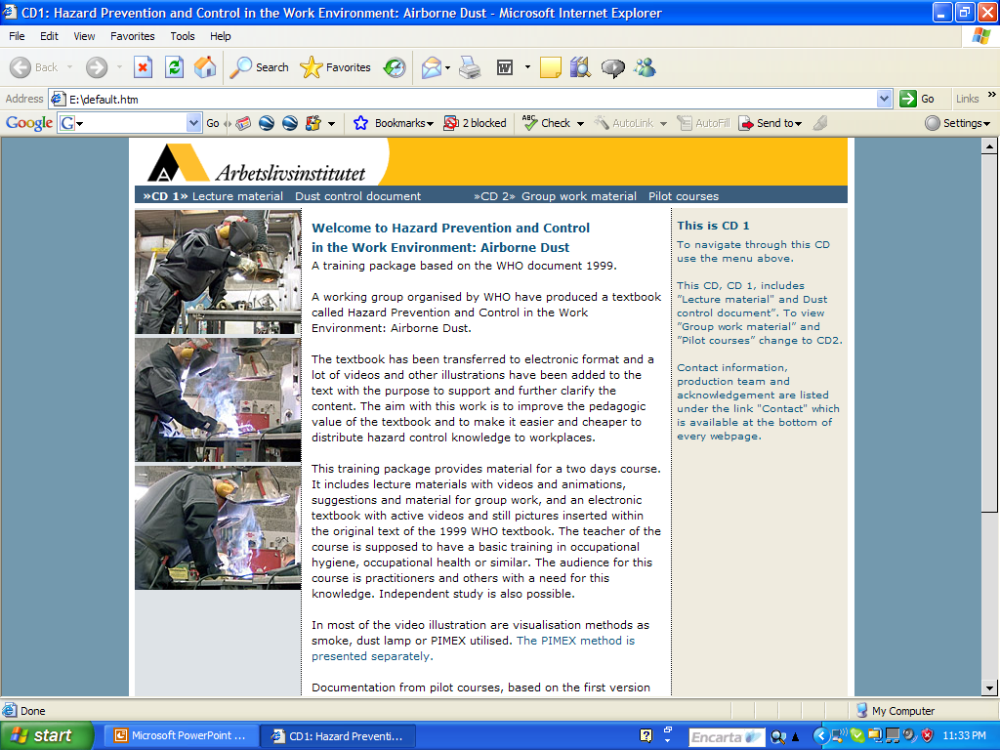 CD1: Hazard Prevention and Control in the Work Environment: Airborne Dust - Microsoft Internet Explorer
File Edit View Favorites Tools Help
Back Search Favorites
Address E:\default.htm Go Links »
Google G Go Bookmarks 2 blocked Check AutoLink AutoFill Send to Settings
Arbetslivsinstitutet
»CD 1» Lecture material Dust control document »CD 2» Group work material Pilot courses
Welcome to Hazard Prevention and Control
in the Work Environment: Airborne Dust
A training package based on the WHO document 1999.
A working group organised by WHO have produced a textbook
called Hazard Prevention and Control in the Work
Environment: Airborne Dust.
The textbook has been transferred to electronic format and a
lot of videos and other illustrations have been added to the
text with the purpose to support and further clarify the
content. The aim with this work is to improve the pedagogic
value of the textbook and to make it easier and cheaper to
distribute hazard control knowledge to workplaces.
This training package provides material for a two days course.
It includes lecture materials with videos and animations,
suggestions and material for group work, and an electronic
textbook with active videos and still pictures inserted within
the original text of the 1999 WHO textbook. The teacher of the
course is supposed to have a basic training in occupational
hygiene, occupational health or similar. The audience for this
course is practitioners and others with a need for this
knowledge. Independent study is also possible.
In most of the video illustration are visualisation methods as
smoke, dust lamp or PIMEX utilised. The PIMEX method is
presented separately.
Documentation from pilot courses, based on the first version
This is CD 1
To navigate through this CD
use the menu above.
This CD, CD 1, includes
"Lecture material" and Dust
control document". To view
"Group work material" and
"Pilot courses" change to CD2.
Contact information,
production team and
acknowledgement are listed
under the link "Contact" which
is available at the bottom of
every webpage.
Done My Computer
start Microsoft PowerPoint ... CD1: Hazard Preventi... Encarta 11:33 PM